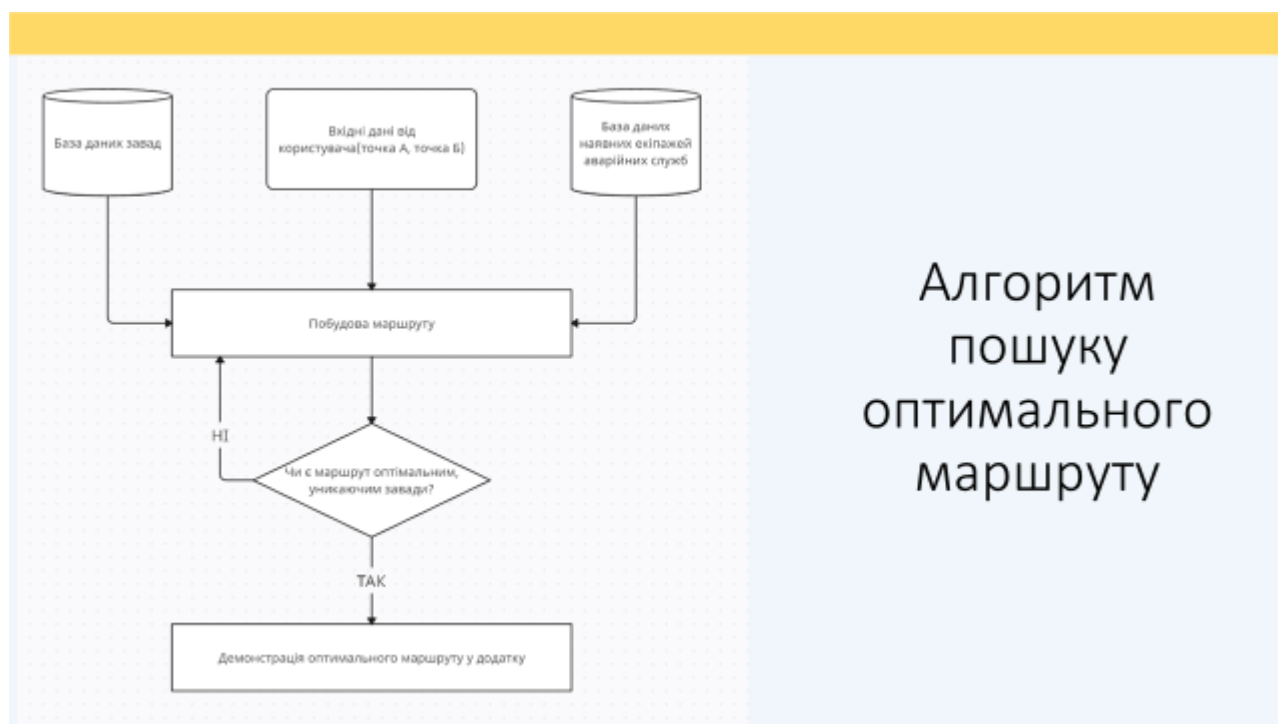 База даних завад
Вхідні дані від
користувача(точка А, точка Б)
База даних
наявних екіпажей
аварійних служб
Побудова маршруту
НІ
Чи є маршрут оптімальним,
уникаючим завади?
ТАК
Демонстрація оптимального маршруту у додатку
Алгоритм
пошуку
оптимального
маршруту